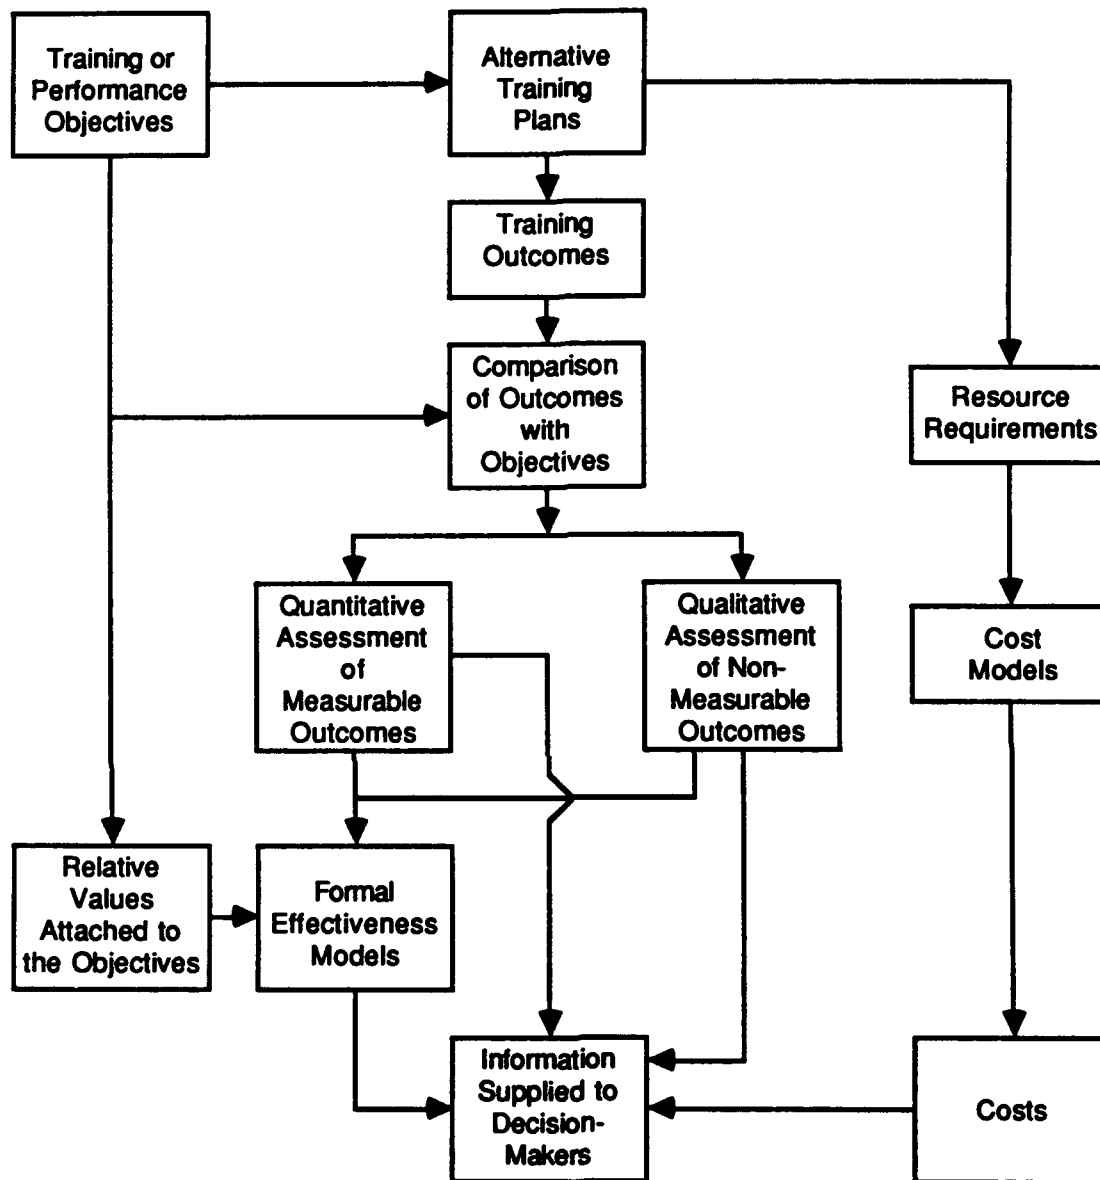 Training or
Performance
Objectives
Alternative
Training
Plans
Training
Outcomes
Comparison
of Outcomes
with
Objectives
Resource
Requirements
Quantitative
Assessment
of
Measurable
Outcomes
Qualitative
Assessment
of Non-
Measurable
Outcomes
Cost
Models
Relative
Values
Attached to
the Objectives
Formal
Effectiveness
Models
Information
Supplied to
Decision-
Makers
Costs